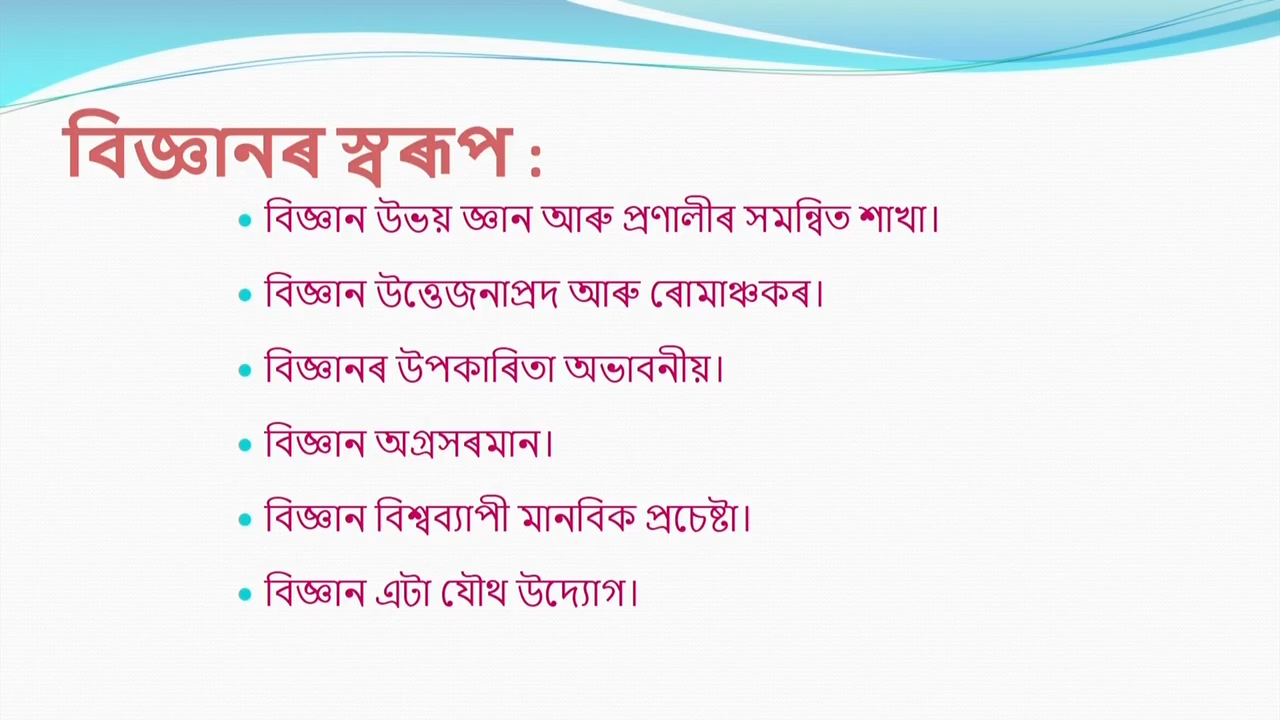 বিজ্ঞানৰ স্বৰূপ :
• বিজ্ঞান উভয় জ্ঞান আৰু প্ৰণালীৰ সমন্বিত শাখা।
• বিজ্ঞান উত্তেজনাপ্ৰদ আৰু ৰোমাঞ্চকৰ।
• বিজ্ঞানৰ উপকাৰিতা অভাবনীয়।
• বিজ্ঞান অগ্ৰসৰমান।
• বিজ্ঞান বিশ্বব্যাপী মানবিক প্ৰচেষ্টা।
• বিজ্ঞান এটা যৌথ উদ্যোগ।